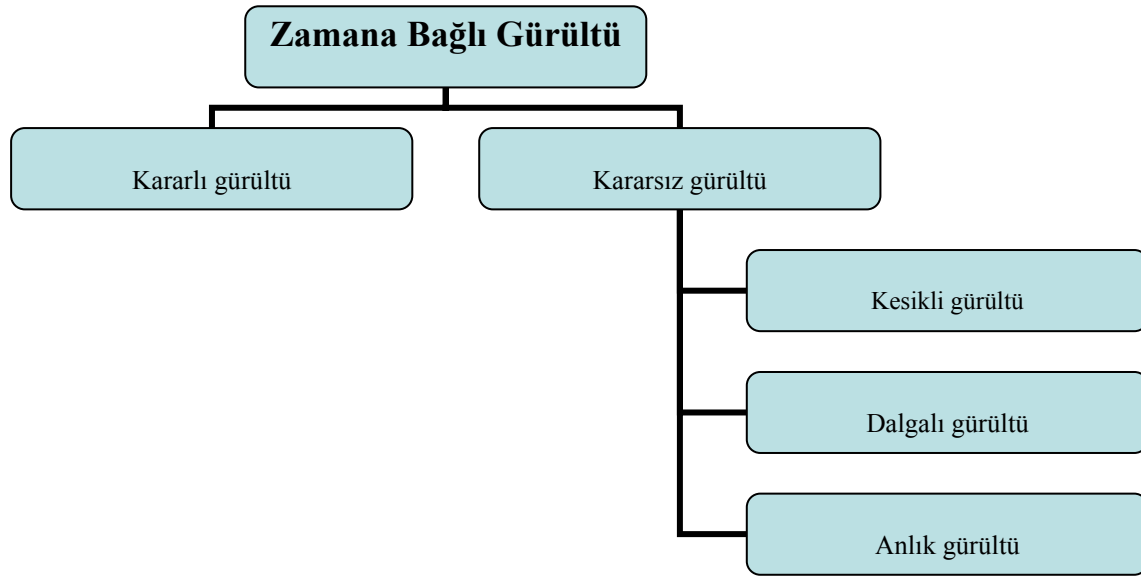 Zamana Bağlı Gürültü
Kararlı gürültü
Kararsız gürültü
Kesikli gürültü
Dalgalı gürültü
Anlık gürültü